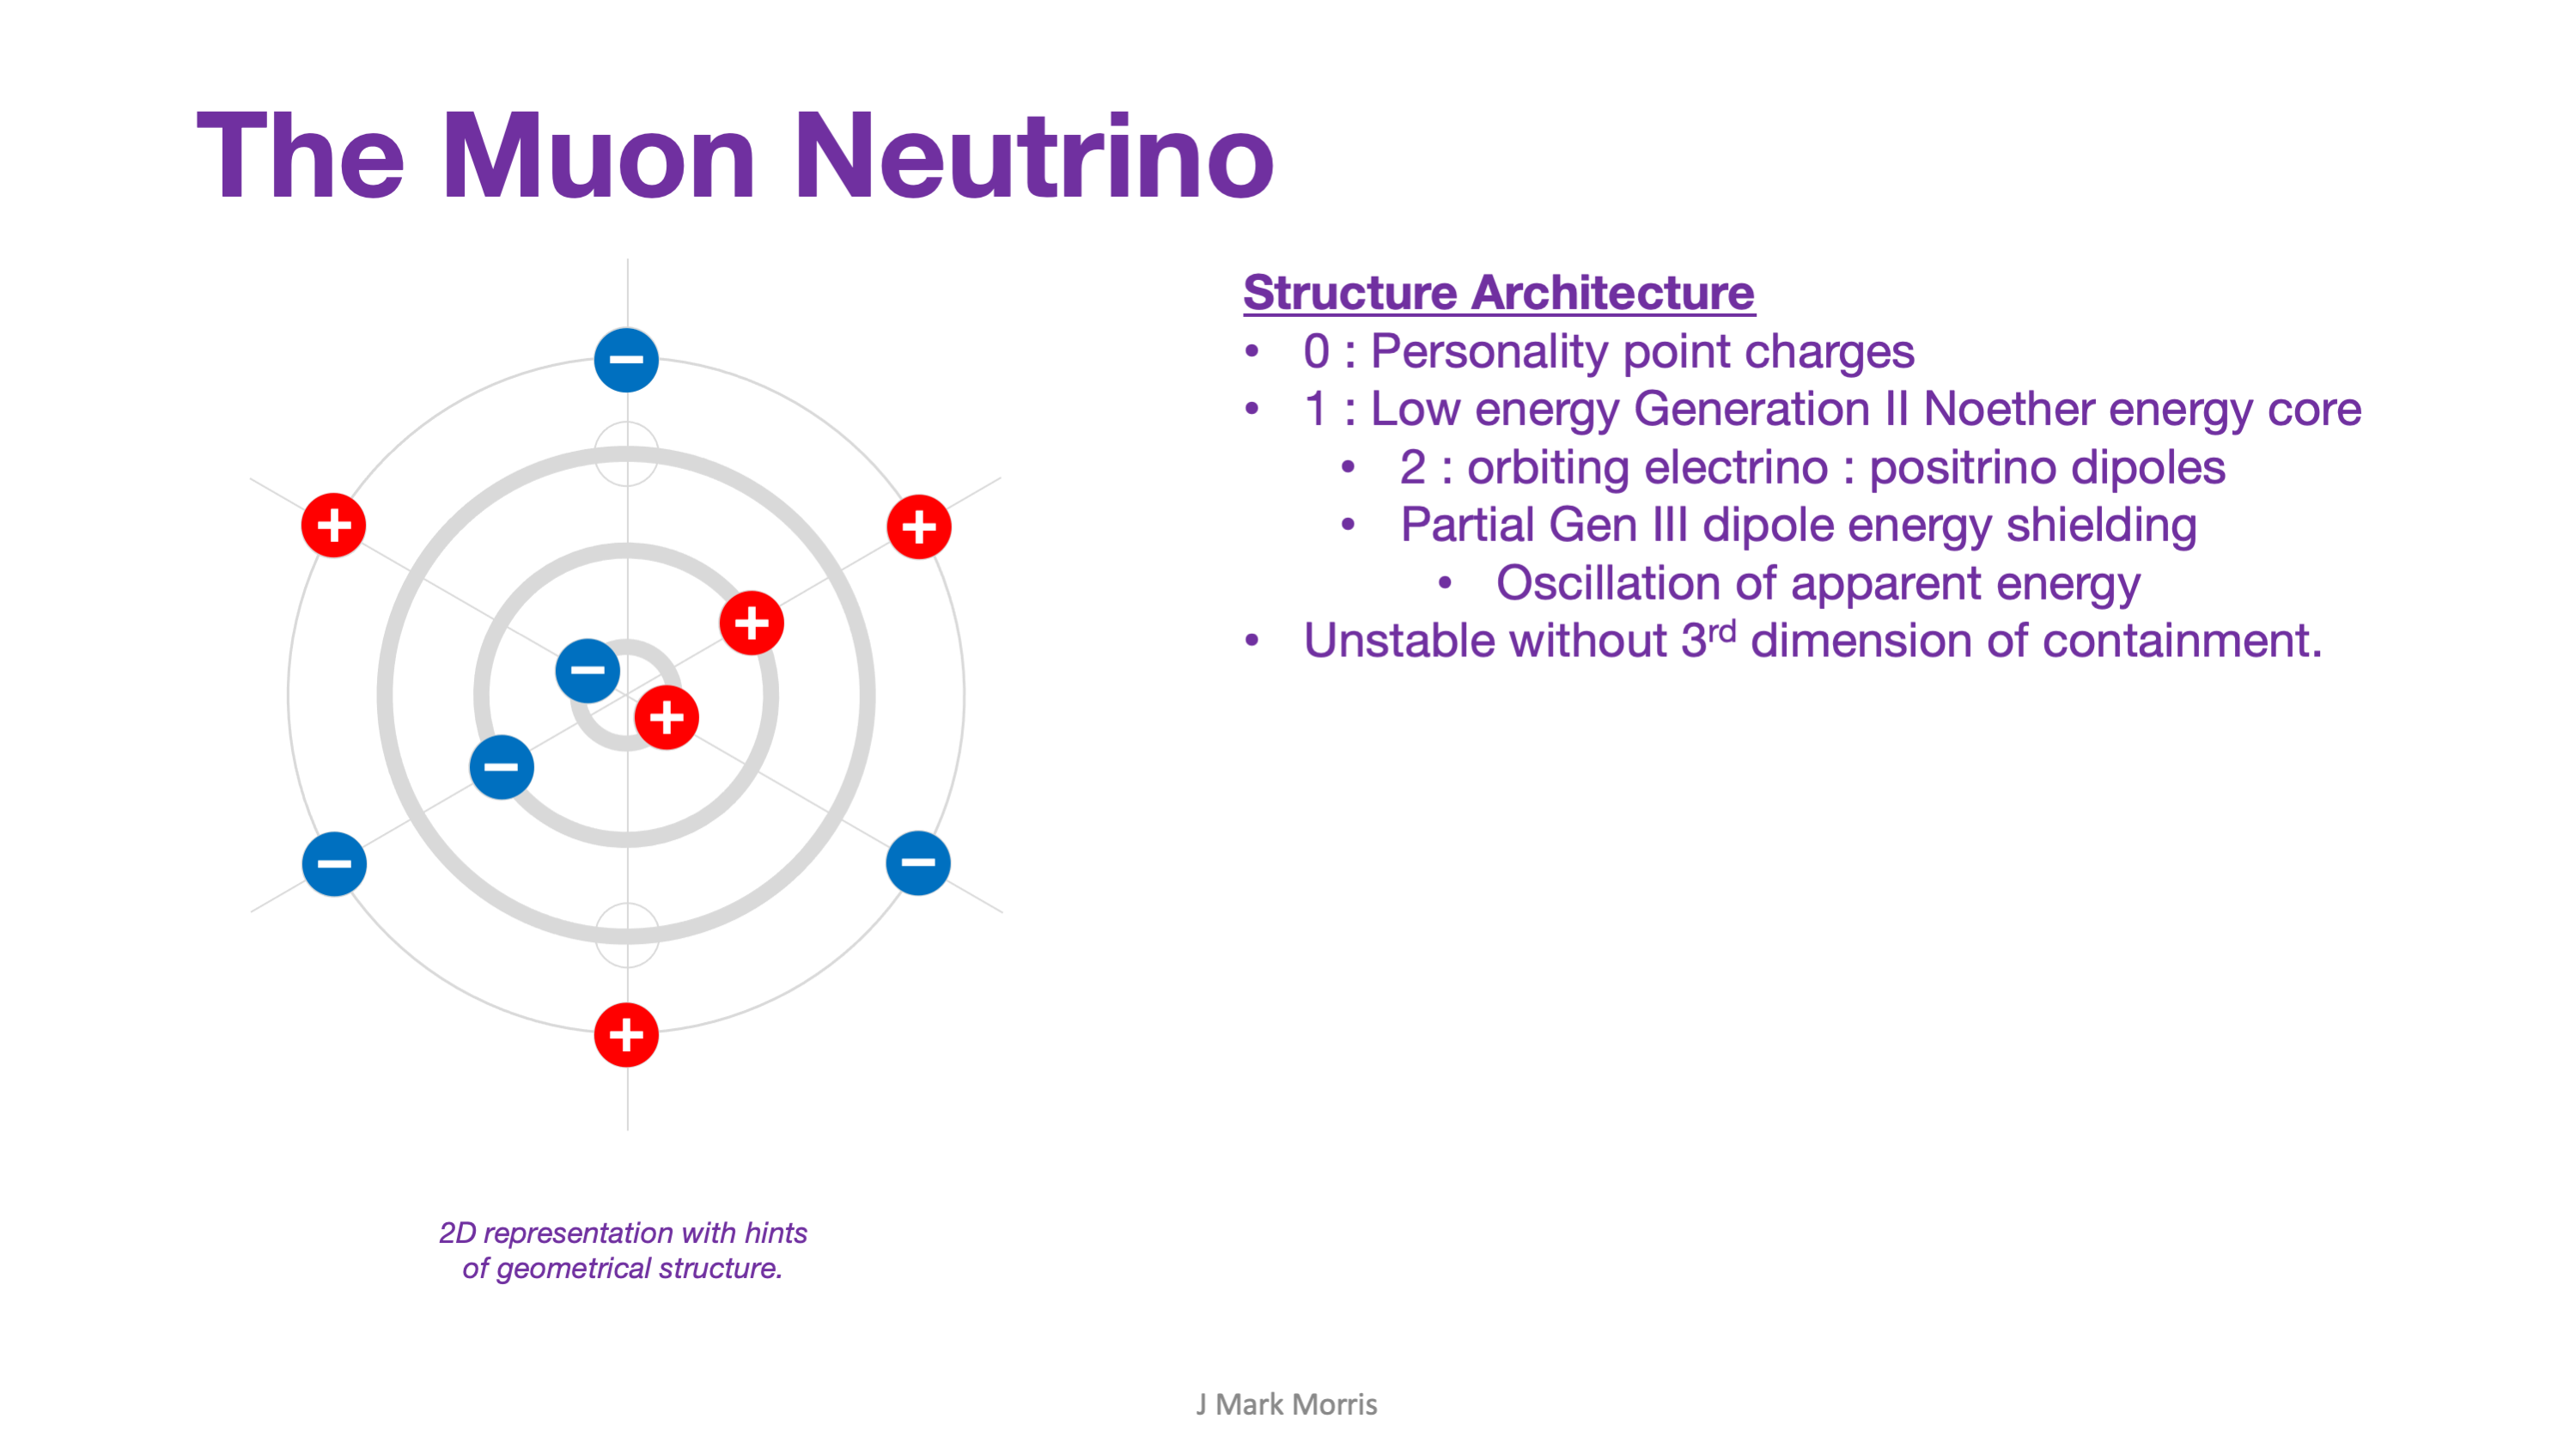 The Muon Neutrino
Structure Architecture
• 0 : Personality point charges
• 1 : Low energy Generation II Noether energy core
• 2 : orbiting electrino : positrino dipoles
• Partial Gen III dipole energy shielding
• Oscillation of apparent energy
• Unstable without 3rd dimension of containment.
−
+
+
+
−
+
−
−
−
+
2D representation with hints
of geometrical structure.
J Mark Morris